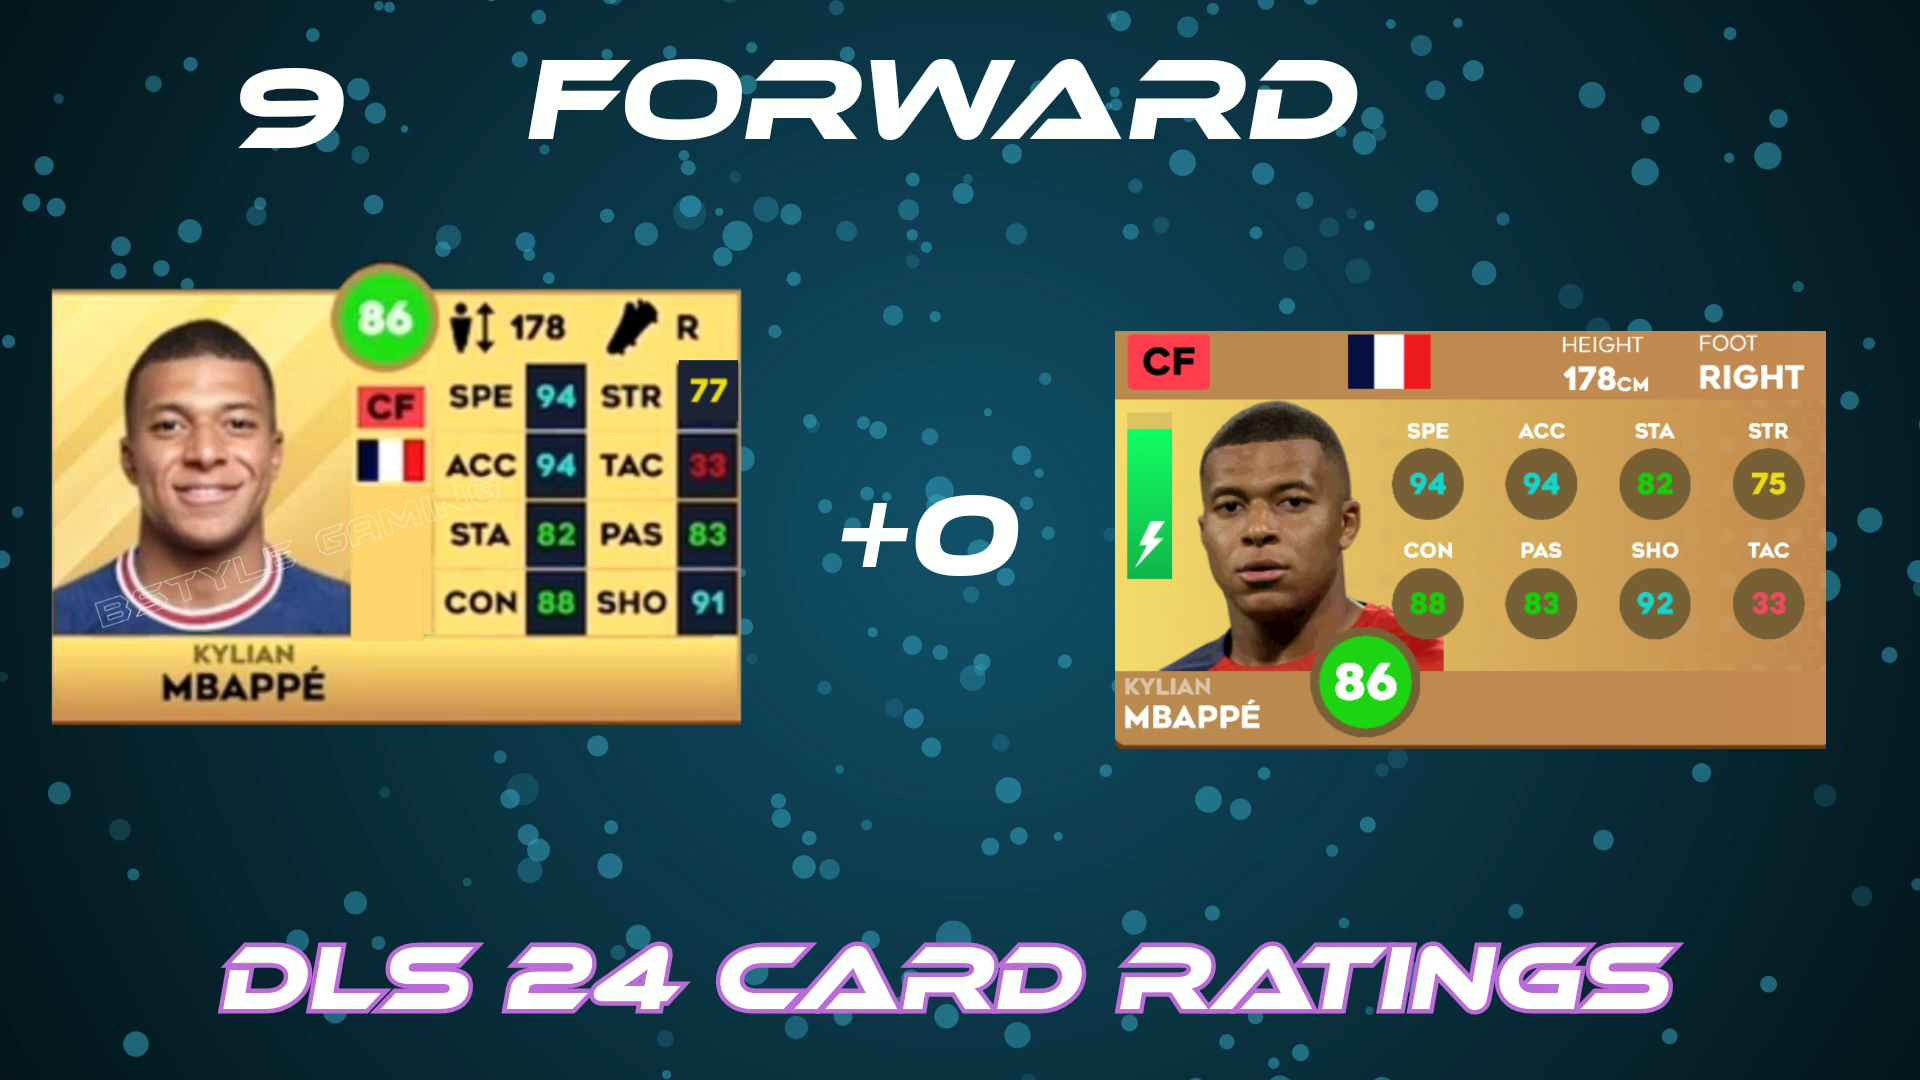 9 FORWARD
86
178 R
CF
SPE 94 STR 77
ACC 94 TAC 33
STA 82 PAS 83
CON 88 SHO 91
BSTYLE GAMING
KYLIAN
MBAPPÉ
+0
CF
HEIGHT FOOT
178CM RIGHT
SPE ACC STA STR
94 94 82 75
CON PAS SHO TAC
88 83 92 33
86
KYLIAN
MBAPPÉ
DLS 24 CARD RATINGS